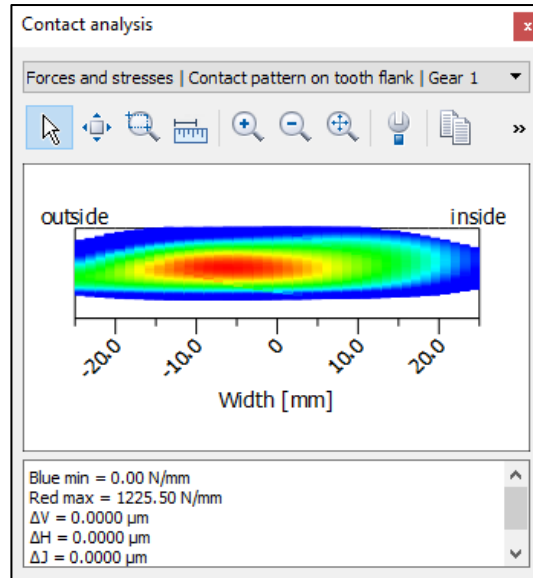 Contact analysis
x
Forces and stresses | Contact pattern on tooth flank | Gear 1
»
outside inside
-20.0 -10.0 0 10.0 20.0
Width [mm]
Blue min = 0.00 N/mm
Red max = 1225.50 N/mm
ΔV = 0.0000 µm
ΔH = 0.0000 µm
ΔJ = 0.0000 µm